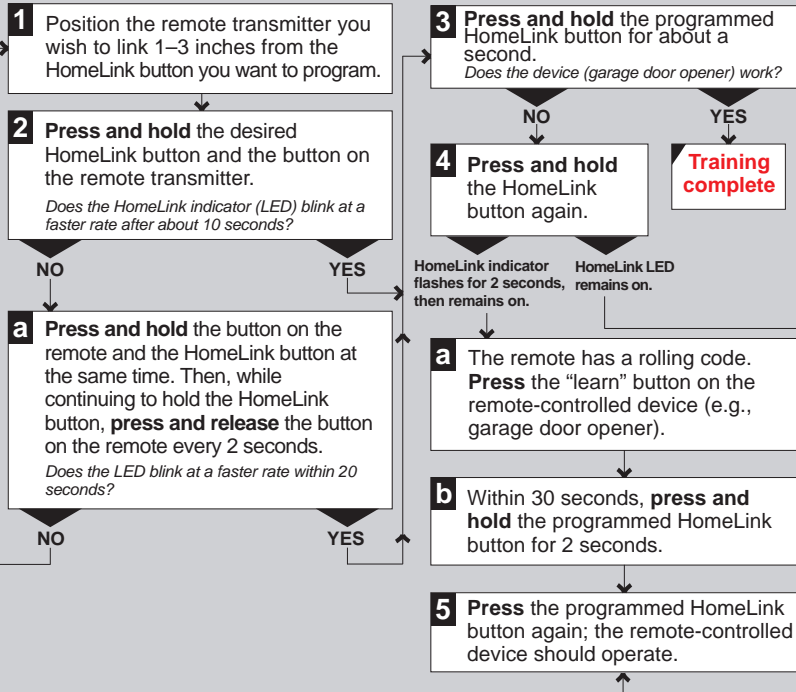 1 Position the remote transmitter you
wish to link 1–3 inches from the
HomeLink button you want to program.
2 Press and hold the desired
HomeLink button and the button on
the remote transmitter.
Does the HomeLink indicator (LED) blink at a
faster rate after about 10 seconds?
NO
YES
a Press and hold the button on the
remote and the HomeLink button at
the same time. Then, while
continuing to hold the HomeLink
button, press and release the button
on the remote every 2 seconds.
Does the LED blink at a faster rate within 20
seconds?
NO
YES
3 Press and hold the programmed
HomeLink button for about a
second.
Does the device (garage door opener) work?
NO
YES
4 Press and hold
the HomeLink
button again.
Training
complete
HomeLink indicator
flashes for 2 seconds,
then remains on.
HomeLink LED
remains on.
a The remote has a rolling code.
Press the “learn” button on the
remote-controlled device (e.g.,
garage door opener).
b Within 30 seconds, press and
hold the programmed HomeLink
button for 2 seconds.
5 Press the programmed HomeLink
button again; the remote-controlled
device should operate.